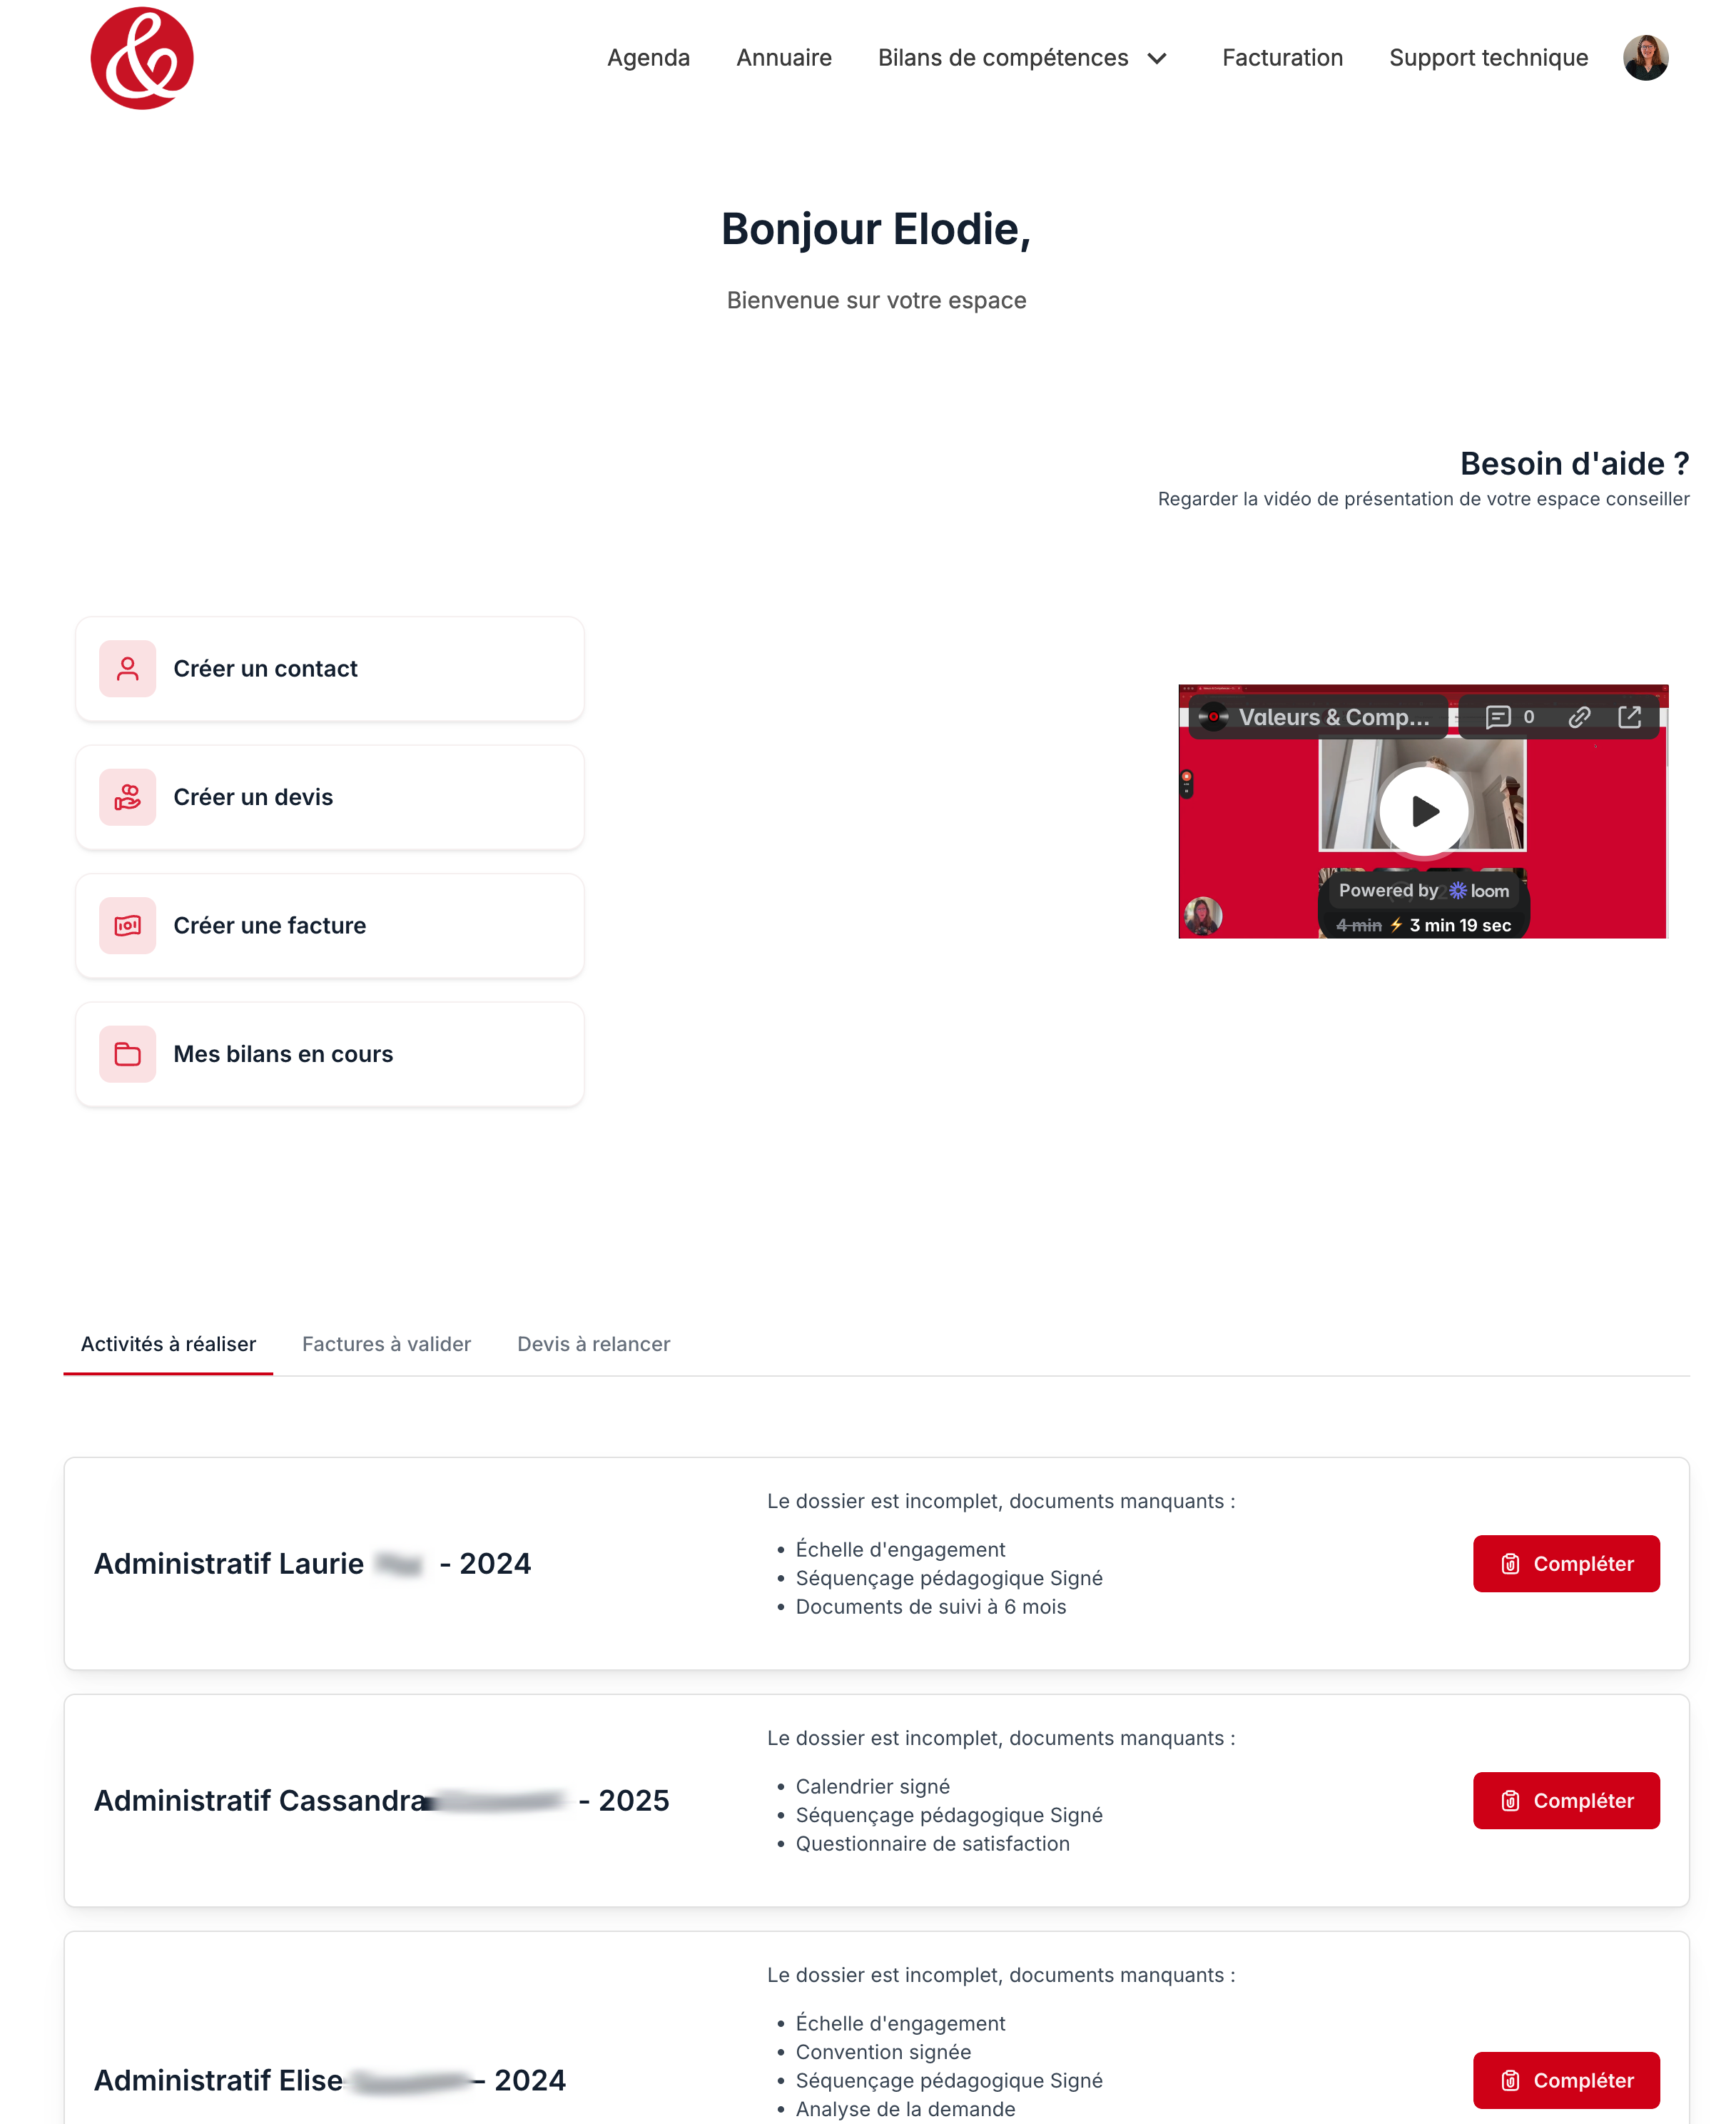 &
Agenda Annuaire Bilans de compétences Facturation Support technique
Bonjour Elodie,
Bienvenue sur votre espace
Besoin d'aide ?
Regarder la vidéo de présentation de votre espace conseiller
Créer un contact
Créer un devis
Créer une facture
Mes bilans en cours
Valeurs & Comp... 0
Powered by loom
4 min ⚡ 3 min 19 sec
Activités à réaliser Factures à valider Devis à relancer
Le dossier est incomplet, documents manquants :
Administratif Laurie - 2024
• Échelle d'engagement
• Séquençage pédagogique Signé
• Documents de suivi à 6 mois
Compléter
Le dossier est incomplet, documents manquants :
Administratif Cassandra - 2025
• Calendrier signé
• Séquençage pédagogique Signé
• Questionnaire de satisfaction
Compléter
Le dossier est incomplet, documents manquants :
Administratif Elise - 2024
• Échelle d'engagement
• Convention signée
• Séquençage pédagogique Signé
• Analyse de la demande
Compléter